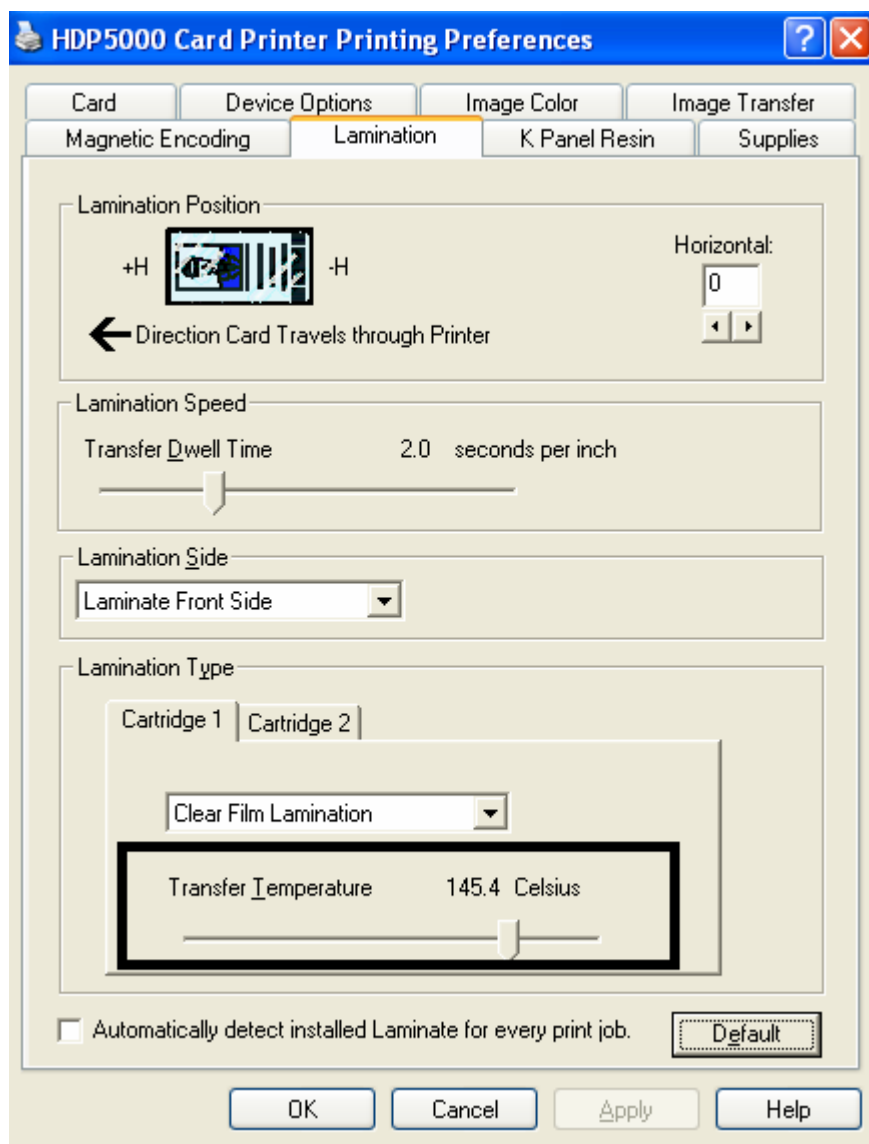 HDP5000 Card Printer Printing Preferences
Card Device Options Image Color Image Transfer
Magnetic Encoding Lamination K Panel Resin Supplies
Lamination Position
Horizontal:
+H -H
0
Direction Card Travels through Printer
Lamination Speed
Transfer Dwell Time 2.0 seconds per inch
Lamination Side
Laminate Front Side
Lamination Type
Cartridge 1 Cartridge 2
Clear Film Lamination
Transfer Temperature 145.4 Celsius
Automatically detect installed Laminate for every print job. Default
OK Cancel Apply Help